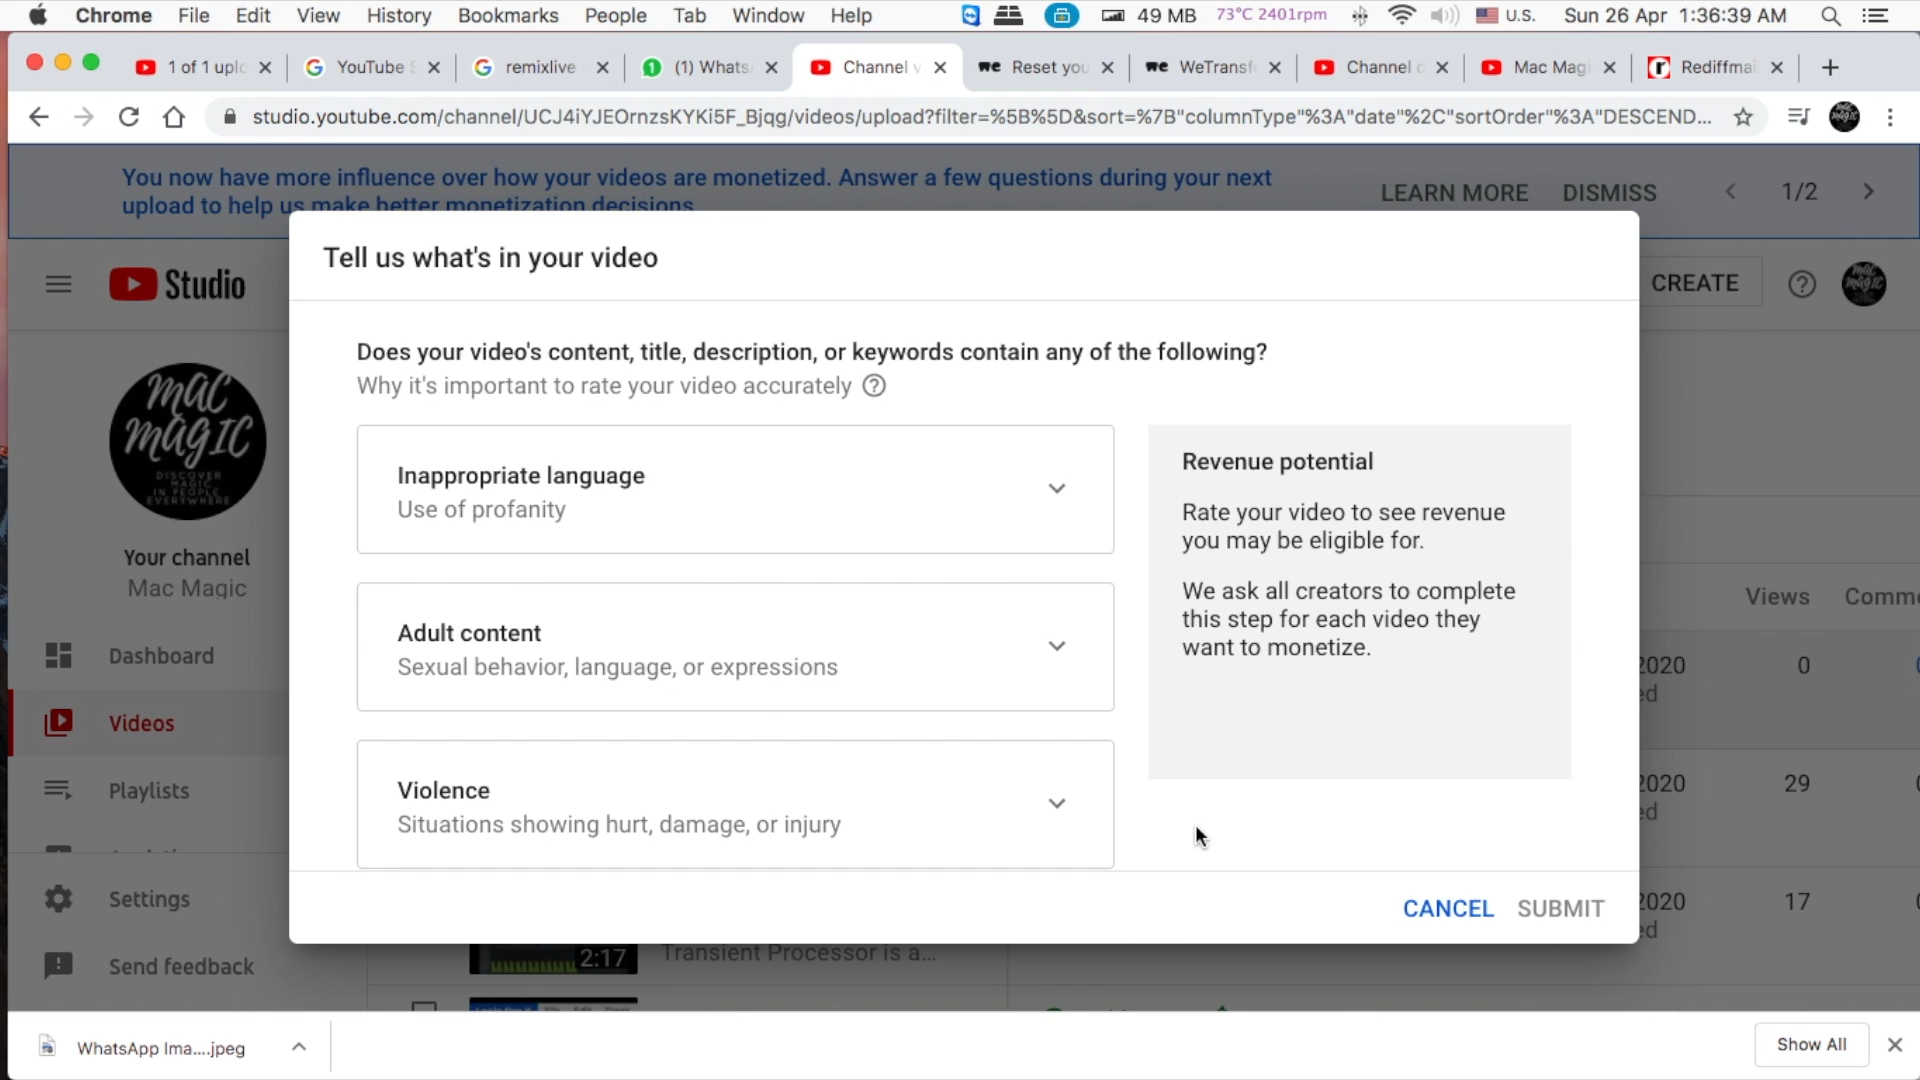 Chrome File Edit View History Bookmarks People Tab Window Help 49 MB 73°C 2401rpm U.S. Sun 26 Apr 1:36:39 AM
1 of 1 uplo YouTube S remixlive (1) Whats Channel v Reset you WeTransf Channel c Mac Magi Rediffmai
studio.youtube.com/channel/UCJ4iYJEOrnzsKYKi5F_Bjqg/videos/upload?filter=%5B%5D&sort=%7B"columnType"%3A"date"%2C"sortOrder"%3A"DESCEND...
You now have more influence over how your videos are monetized. Answer a few questions during your next
upload to help us make better monetization decisions.
LEARN MORE DISMISS 1/2
Studio
CREATE
Tell us what's in your video
Does your video's content, title, description, or keywords contain any of the following?
Why it's important to rate your video accurately
Inappropriate language
Use of profanity
Adult content
Sexual behavior, language, or expressions
Violence
Situations showing hurt, damage, or injury
Revenue potential
Rate your video to see revenue
you may be eligible for.
We ask all creators to complete
this step for each video they
want to monetize.
CANCEL SUBMIT
MAC
MAGIC
DISCOVER
MAGIC
IN PEOPLE
EVERYWHERE
Your channel
Mac Magic
Dashboard
Videos
Playlists
Settings
Send feedback
Views Comme
2020 0
ed
2020 29
ed
2020 17
ed
2:17 Transient Processor is a...
WhatsApp Ima....jpeg
Show All